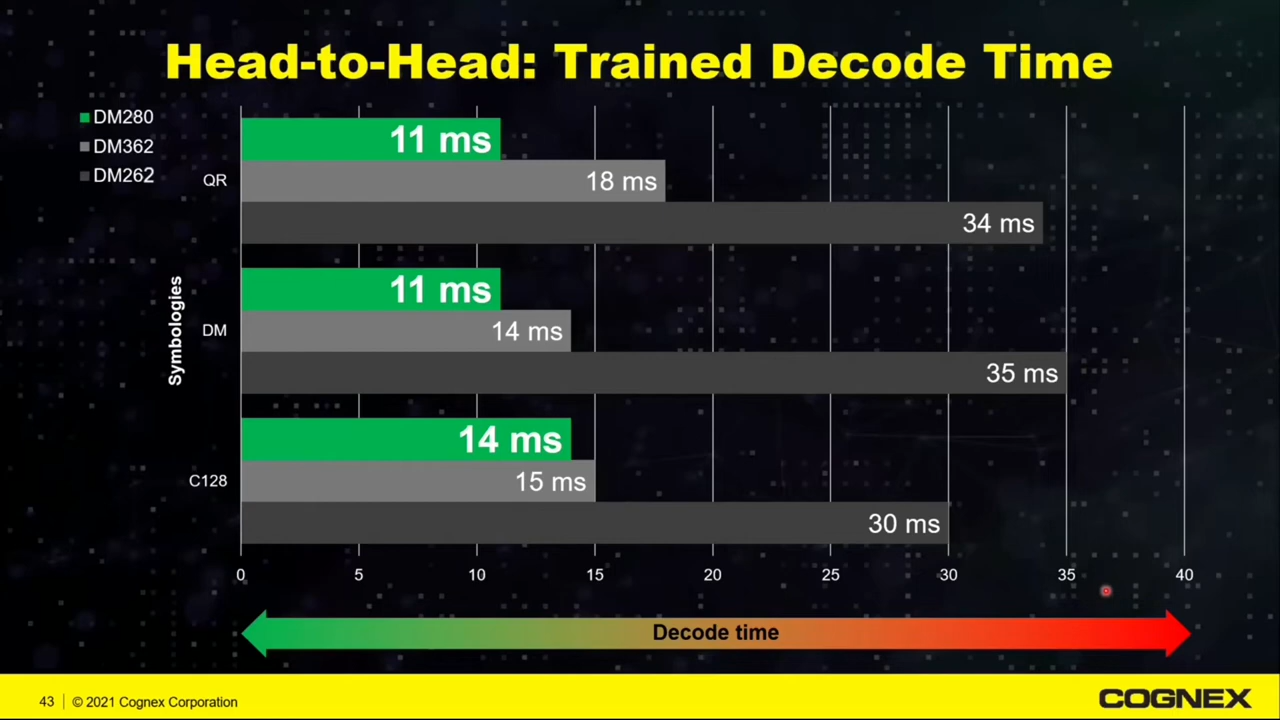 Head-to-Head: Trained Decode Time
DM280
DM362
DM262
Symbologies
QR
11 ms
18 ms
34 ms
DM
11 ms
14 ms
35 ms
C128
14 ms
15 ms
30 ms
0 5 10 15 20 25 30 35 40
Decode time
43 © 2021 Cognex Corporation
COGNEX